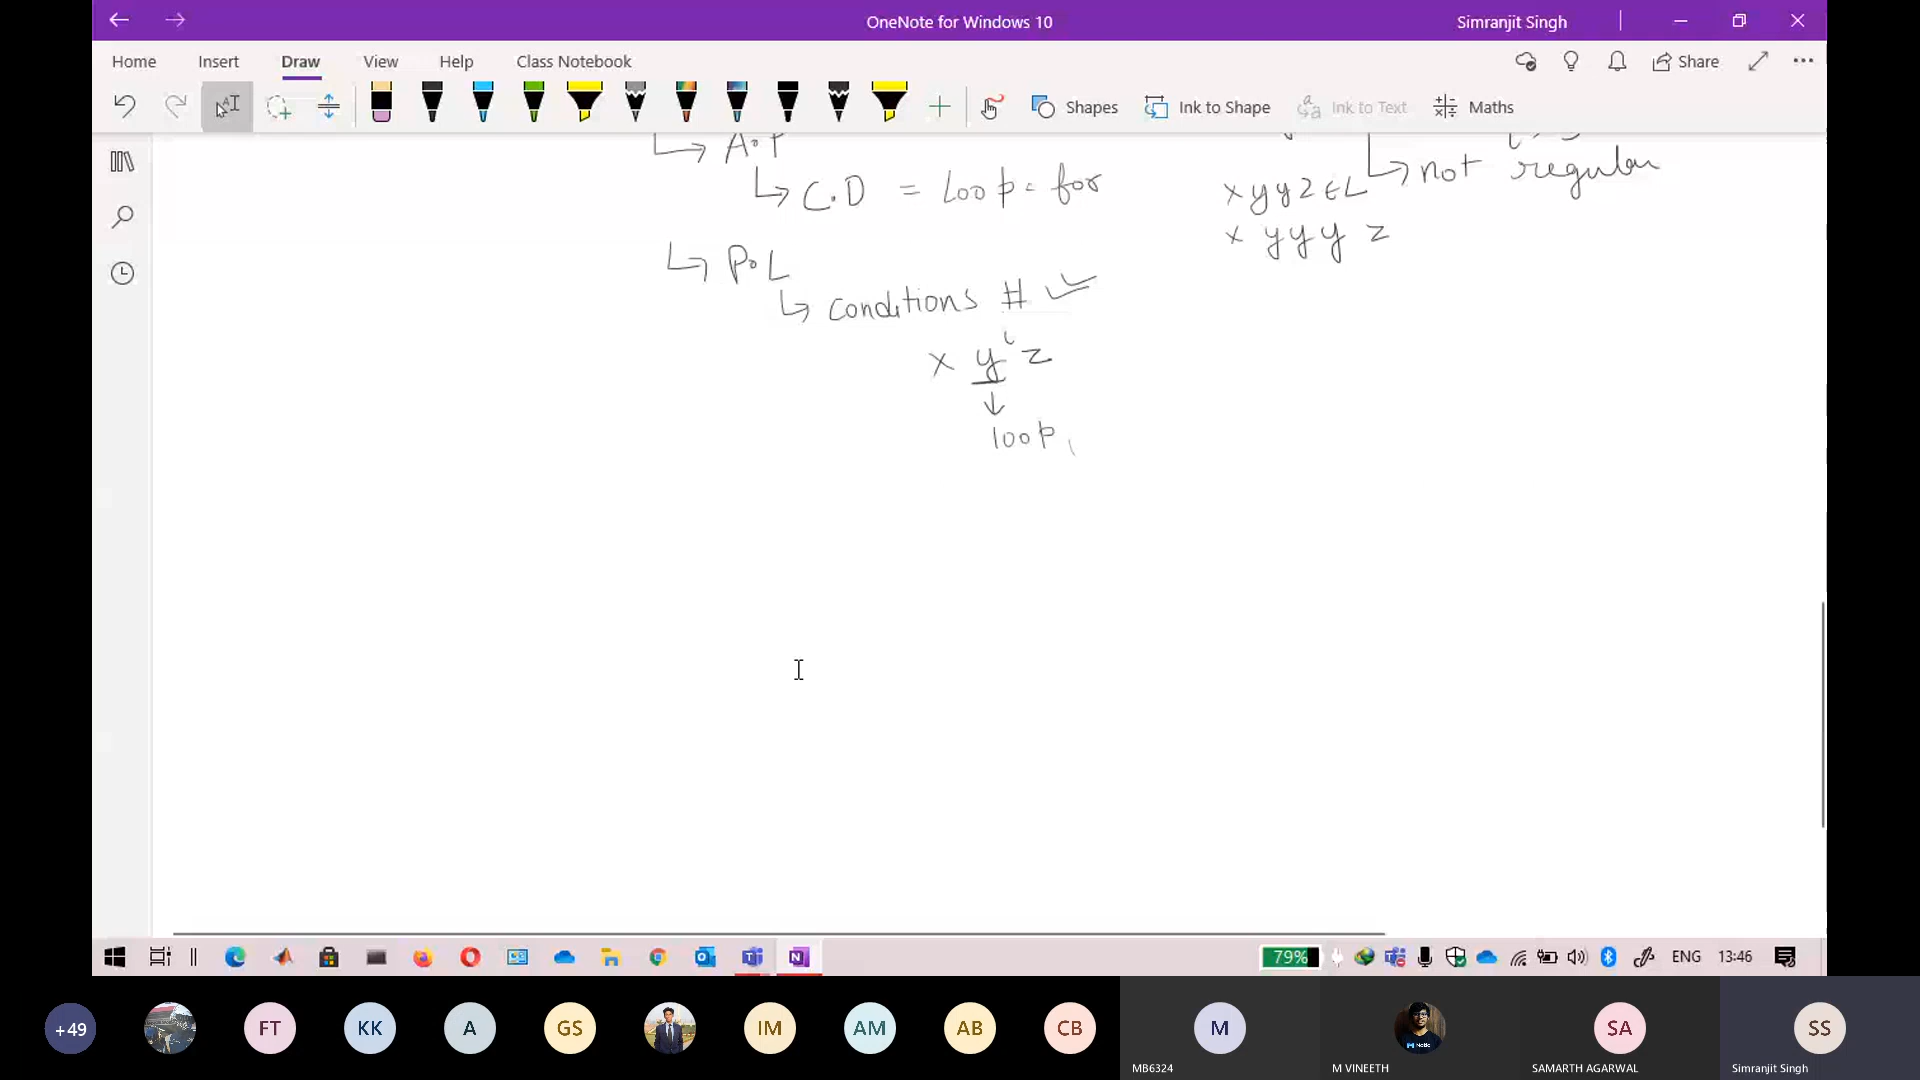 OneNote for Windows 10
Simranjit Singh
Home Insert Draw View Help Class Notebook
Share
Shapes Ink to Shape Ink to Text Maths
A.P
C.D = Loop = for
not regular
xyyz ∈ L
x yyy z
P.L
conditions #
x y^i z
loop
79%
ENG 13:46
+49 FT KK A GS IM AM AB CB M SA SS
MB6324 M VINEETH SAMARTH AGARWAL Simranjit Singh